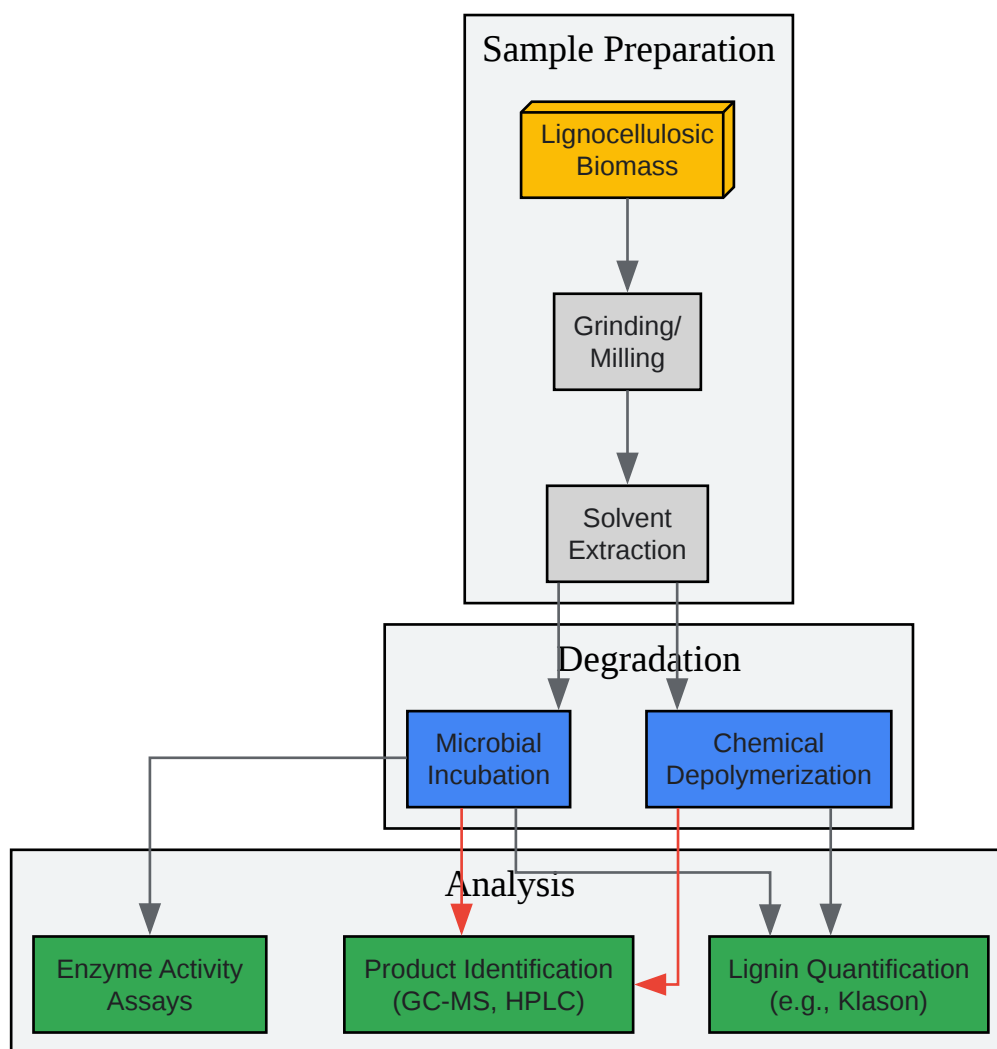 Sample Preparation
Lignocellulosic
Biomass
Grinding/
Milling
Solvent
Extraction
Degradation
Microbial
Incubation
Chemical
Depolymerization
Analysis
Enzyme Activity
Assays
Product Identification
(GC-MS, HPLC)
Lignin Quantification
(e.g., Klason)